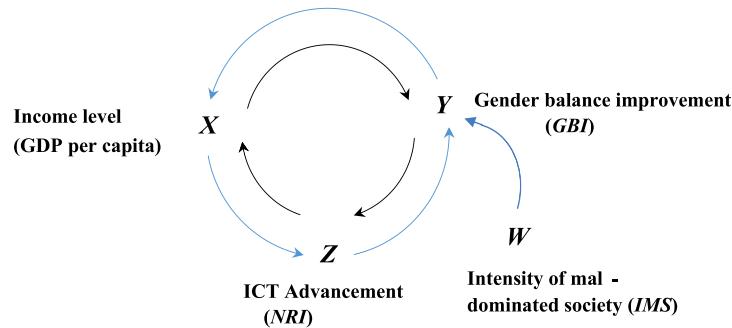 Income level
(GDP per capita)
X
Y
Gender balance improvement
(GBI)
Z
ICT Advancement
(NRI)
W
Intensity of mal -
dominated society (IMS)